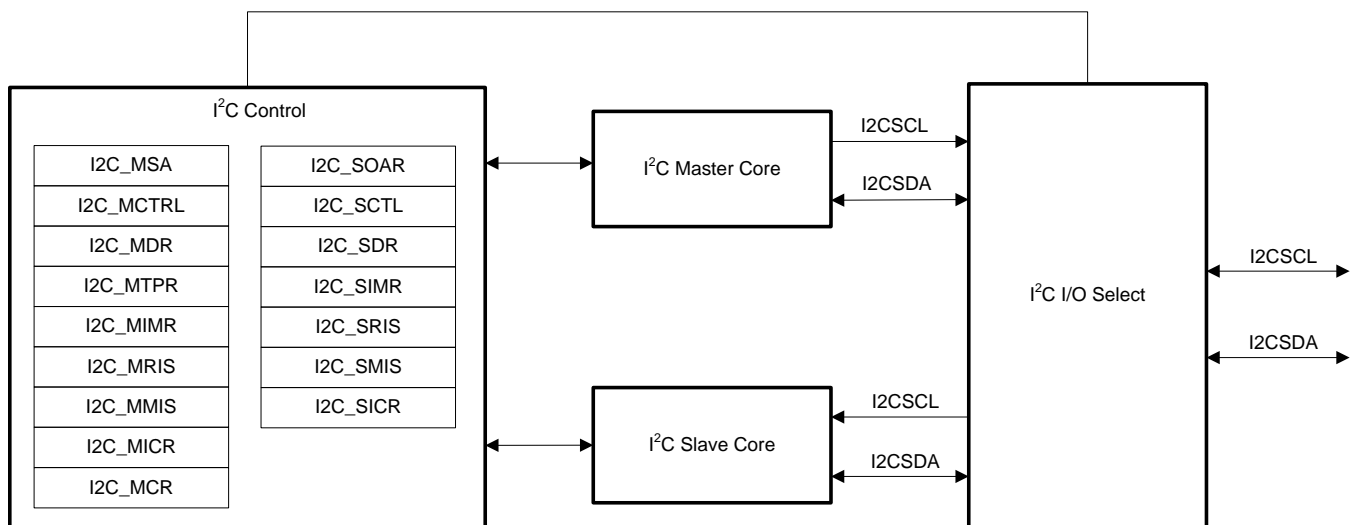 I²C Control
I2C_MSA
I2C_MCTRL
I2C_MDR
I2C_MTPR
I2C_MIMR
I2C_MRIS
I2C_MMIS
I2C_MICR
I2C_MCR
I2C_SOAR
I2C_SCTL
I2C_SDR
I2C_SIMR
I2C_SRIS
I2C_SMIS
I2C_SICR
I²C Master Core
I2CSCL
I2CSDA
I²C Slave Core
I2CSCL
I2CSDA
I²C I/O Select
I2CSCL
I2CSDA